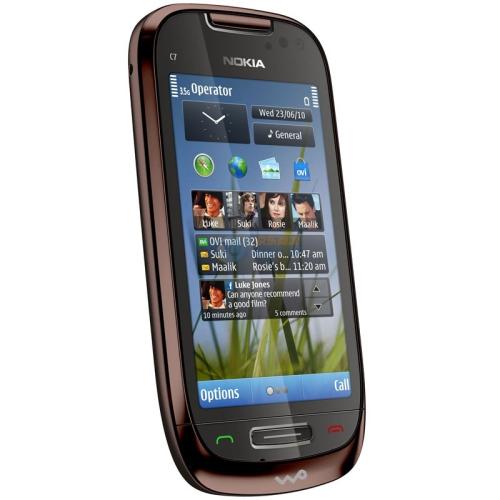 C7
NOKIA
3.5G Operator
Wed 23/06/10
General
ovi
Luke Suki Rosie Maalik
ovi OVI mail (32)
Suki Dinner o... 10:47 am
Maalik Rosie's b... 11:20 am
f Luke Jones
Can anyone recommend
a good film?
10 minutes ago 5 comments
Options Call